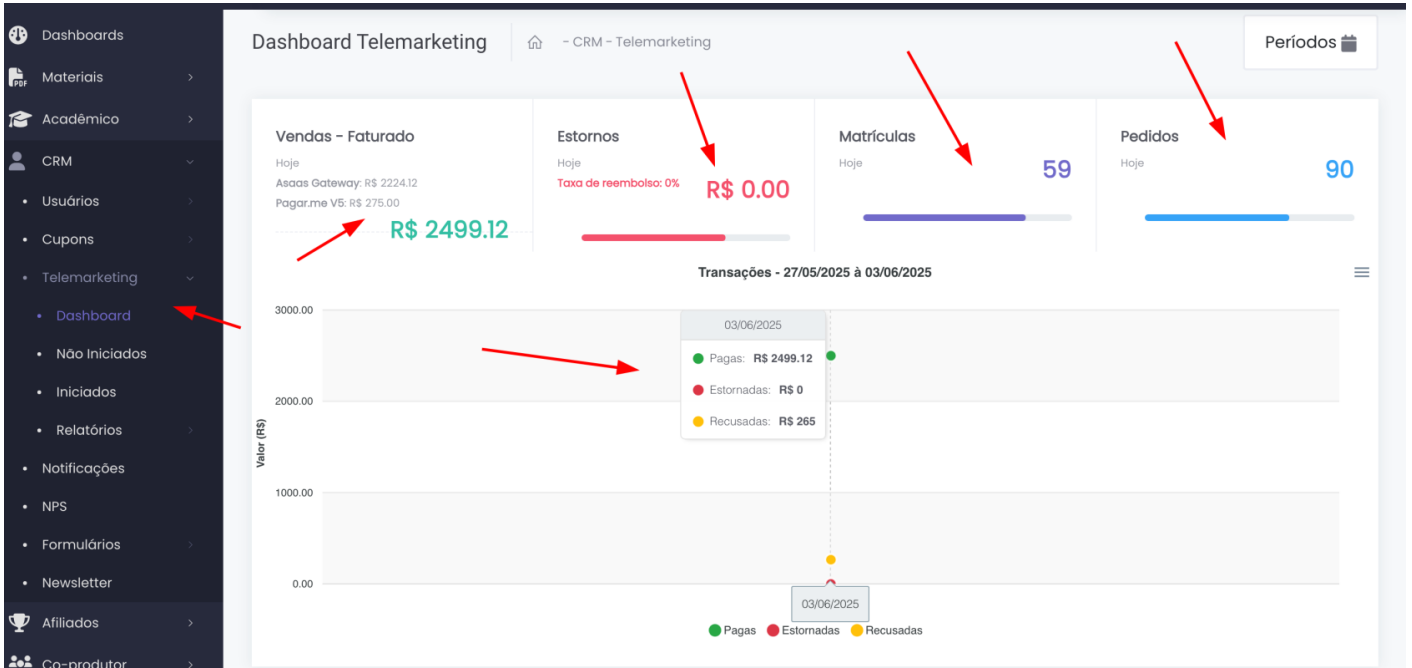 Dashboards
Materiais
Acadêmico
CRM
Usuários
Cupons
Telemarketing
Dashboard
Não Iniciados
Iniciados
Relatórios
Notificações
NPS
Formulários
Newsletter
Afiliados
Co-produtor
Dashboard Telemarketing
- CRM - Telemarketing
Períodos
Vendas - Faturado
Hoje
Asaas Gateway: R$ 2224.12
Pagar.me V5: R$ 275.00
R$ 2499.12
Estornos
Hoje
Taxa de reembolso: 0%
R$ 0.00
Matrículas
Hoje
59
Pedidos
Hoje
90
Transações - 27/05/2025 à 03/06/2025
Valor (R$)
3000.00
2000.00
1000.00
0.00
03/06/2025
Pagas: R$ 2499.12
Estornadas: R$ 0
Recusadas: R$ 265
03/06/2025
Pagas Estornadas Recusadas
PDF